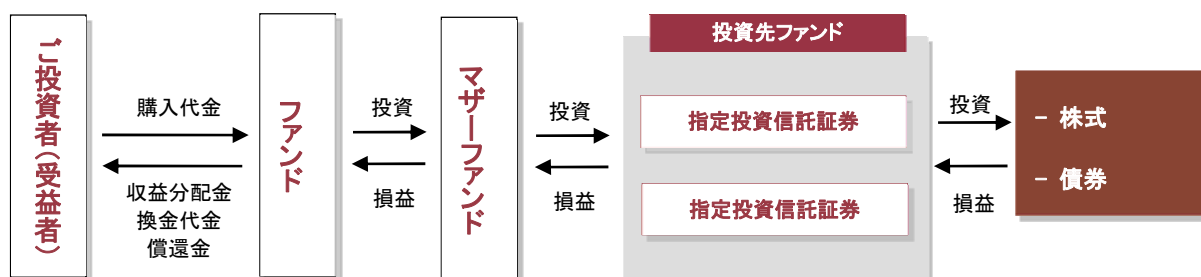 ご投資者(受益者)
購入代金
収益分配金
換金代金
償還金
ファンド
投資
損益
マザーファンド
投資
損益
投資先ファンド
指定投資信託証券
指定投資信託証券
投資
損益
- 株式
- 債券